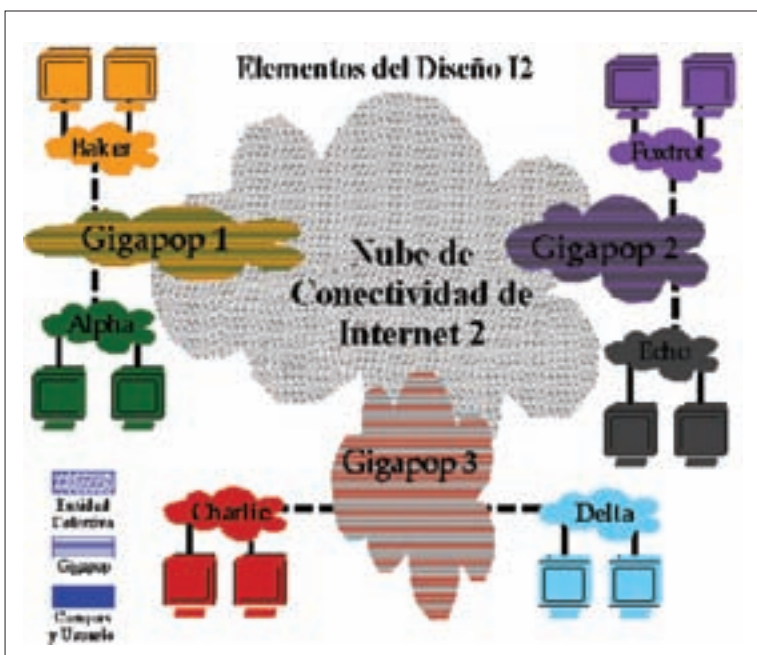 Elementos del Diseño I2
Baker
Foxtrot
Gigapop 1
Gigapop 2
Nube de
Conectividad de
Internet 2
Alpha
Echo
Gigapop 3
Charlie
Delta
Entidad
Colectiva
Gigapop
Campus
y Usuario